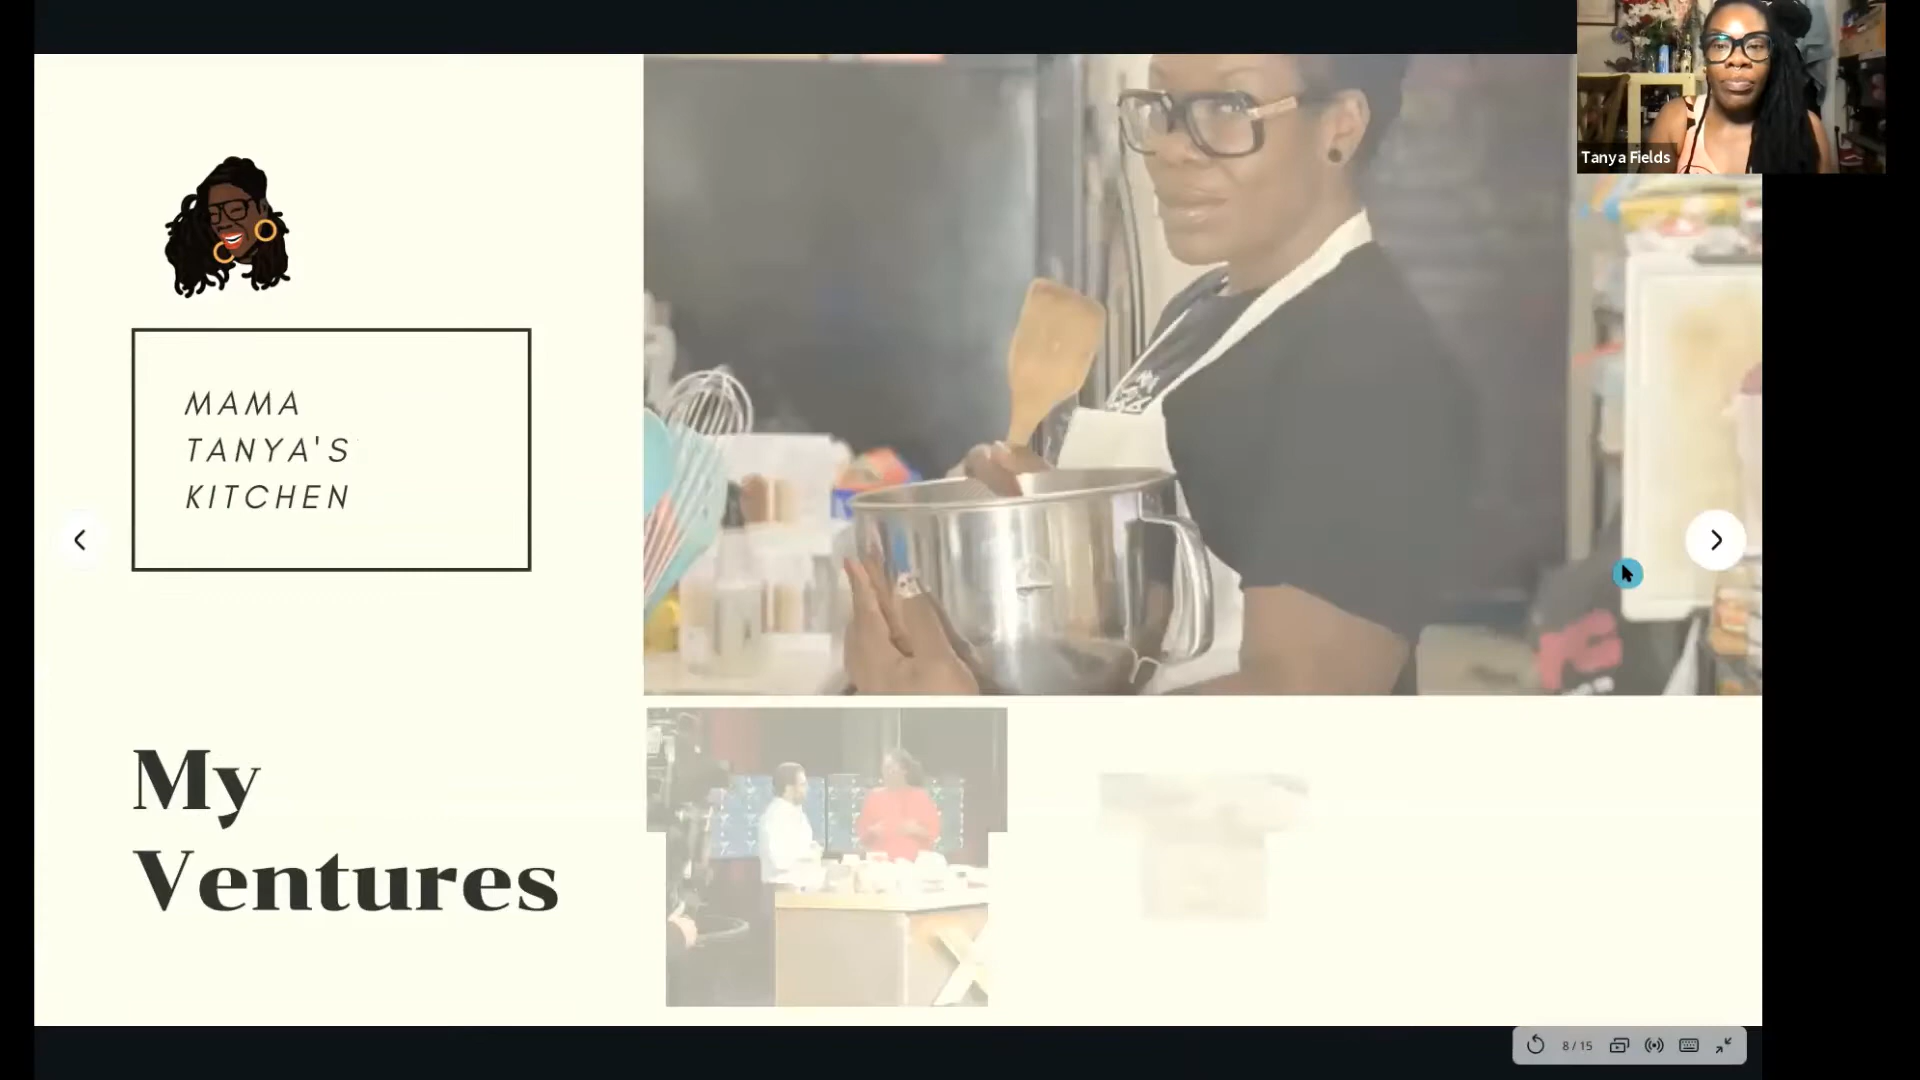 Tanya Fields
MAMA
TANYA'S
KITCHEN
My
Ventures
8 / 15